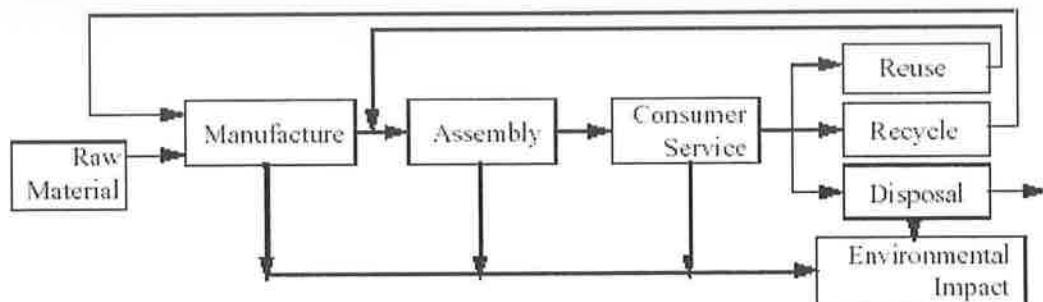 Reuse
Manufacture
Assembly
Consumer
Service
Recycle
Raw
Material
Disposal
Environmental
Impact